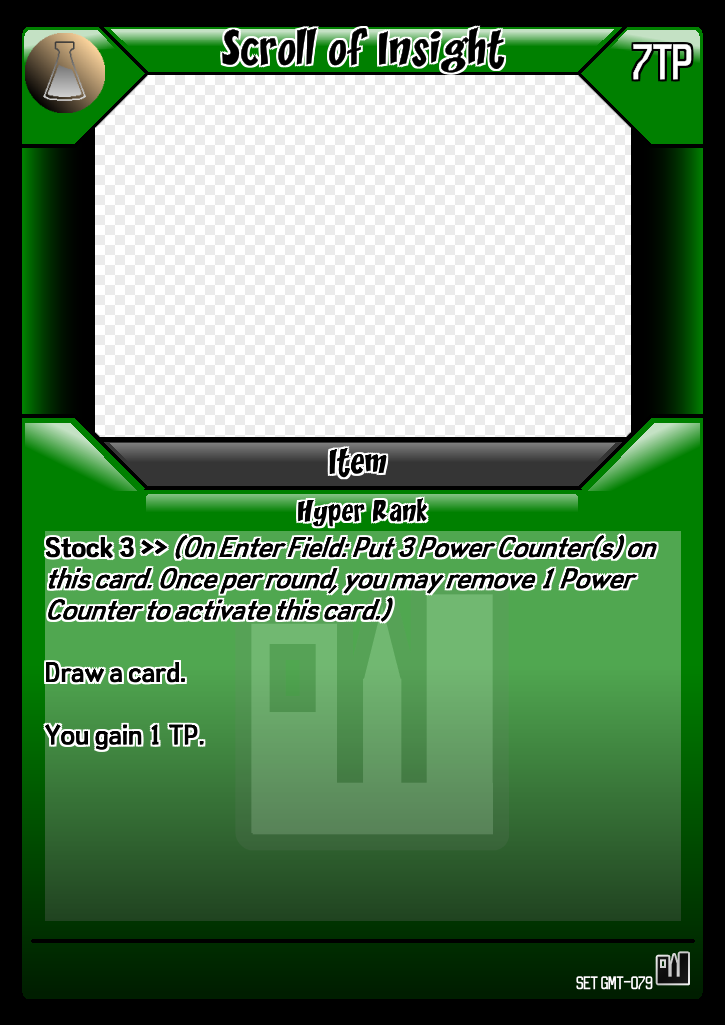 Scroll of Insight
7TP
Item
Hyper Rank
Stock 3 >> (On Enter Field: Put 3 Power Counter(s) on
this card. Once per round, you may remove 1 Power
Counter to activate this card.)
Draw a card.
You gain 1 TP.
SET GMT-079